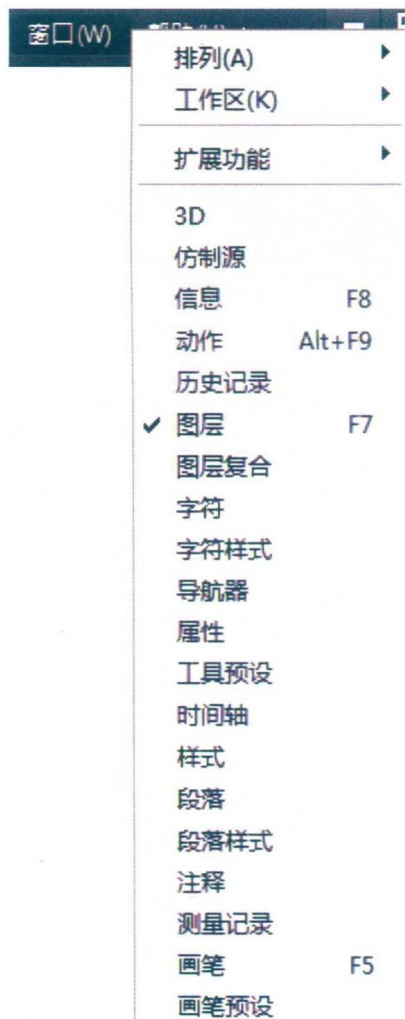 窗口(W)
排列(A)
工作区(K)
扩展功能
3D
仿制源
信息 F8
动作 Alt+F9
历史记录
图层 F7
图层复合
字符
字符样式
导航器
属性
工具预设
时间轴
样式
段落
段落样式
注释
测量记录
画笔 F5
画笔预设